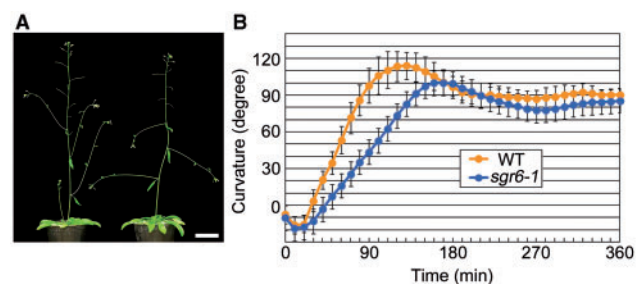 A
B
Curvature (degree)
120
90
60
30
0
WT
sgr6-1
0 90 180 270 360
Time (min)